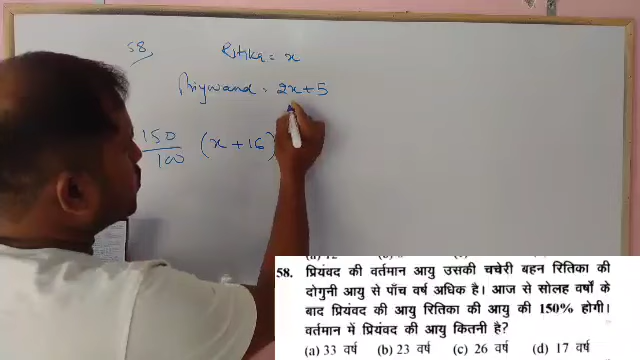 58,
Ritika = x
Priywand = 2x+5
150/100 (x+16)
58. प्रियंवद की वर्तमान आयु उसकी चचेरी बहन रितिका की
दोगुनी आयु से पाँच वर्ष अधिक है। आज से सोलह वर्षों के
बाद प्रियंवद की आयु रितिका की आयु की 150% होगी।
वर्तमान में प्रियंवद की आयु कितनी है?
(a) 33 वर्ष (b) 23 वर्ष (c) 26 वर्ष (d) 17 वर्ष